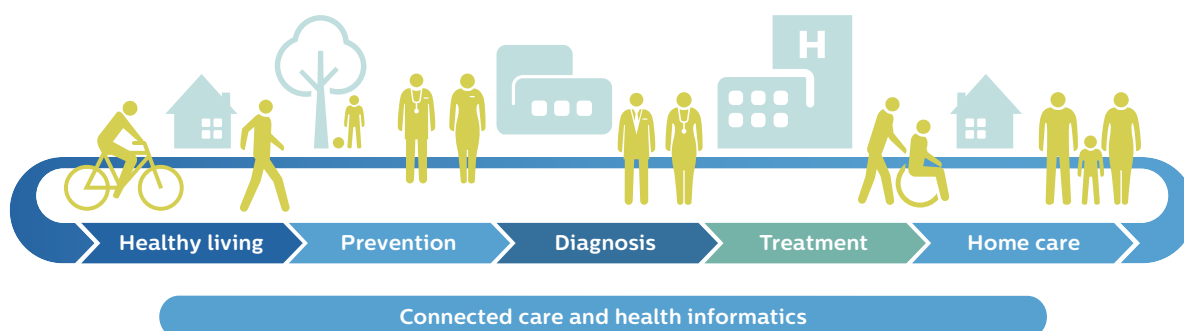 H
Healthy living
Prevention
Diagnosis
Treatment
Home care
Connected care and health informatics